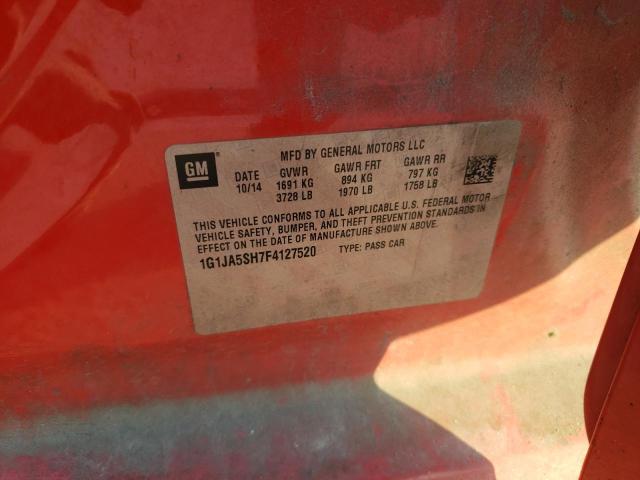 GM
MFD BY GENERAL MOTORS LLC
DATE GVWR GAWR FRT GAWR RR
10/14 1691 KG 894 KG 797 KG
3728 LB 1970 LB 1758 LB
THIS VEHICLE CONFORMS TO ALL APPLICABLE U.S. FEDERAL MOTOR
VEHICLE SAFETY, BUMPER, AND THEFT PREVENTION STANDARDS IN
EFFECT ON THE DATE OF MANUFACTURE SHOWN ABOVE.
1G1JA5SH7F4127520 TYPE: PASS CAR